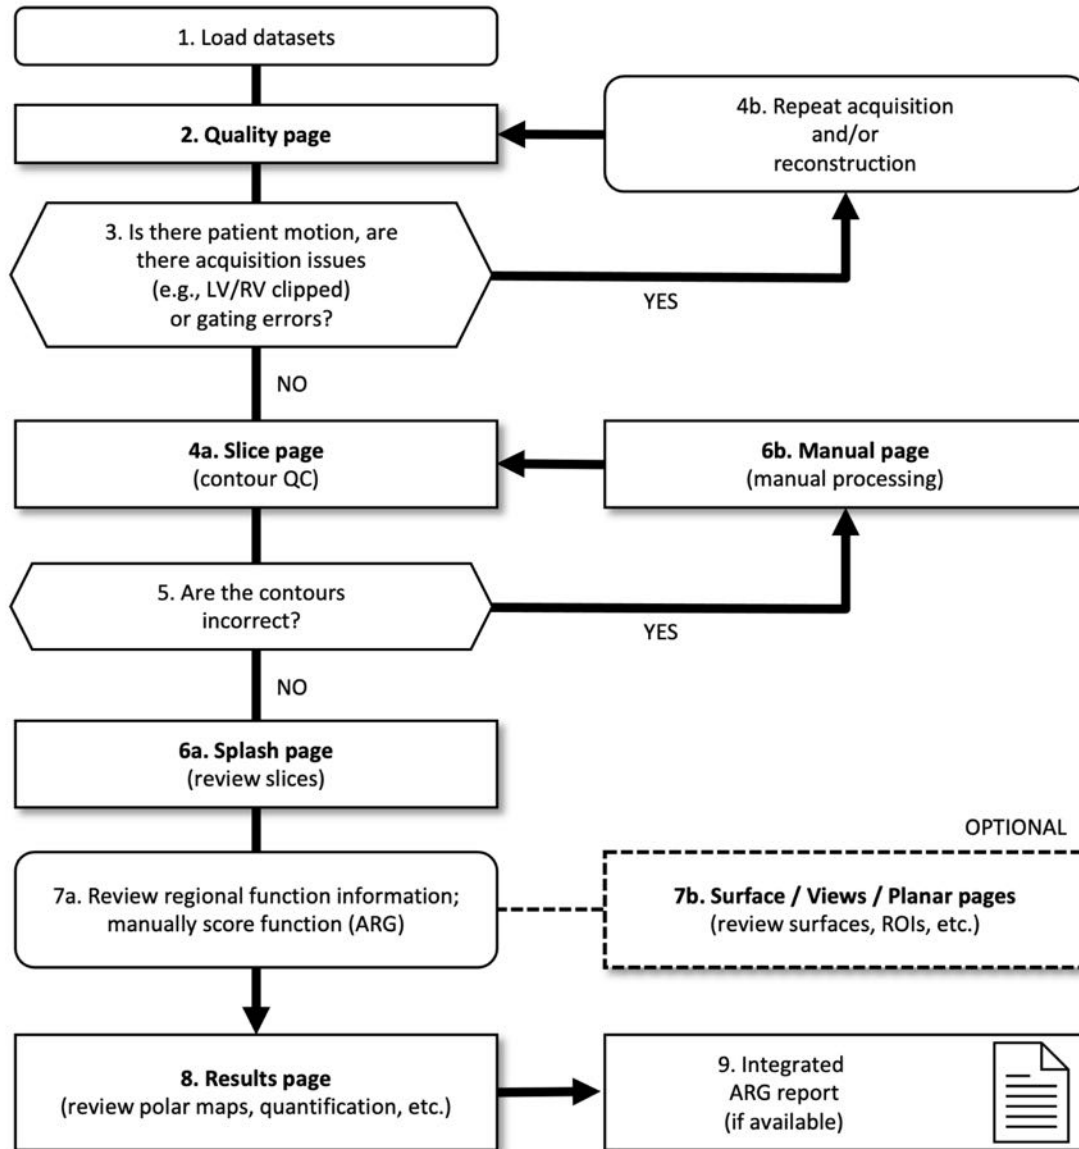 1. Load datasets
2. Quality page
4b. Repeat acquisition
and/or
reconstruction
3. Is there patient motion, are
there acquisition issues
(e.g., LV/RV clipped)
or gating errors?
YES
NO
4a. Slice page
(contour QC)
6b. Manual page
(manual processing)
5. Are the contours
incorrect?
YES
NO
6a. Splash page
(review slices)
OPTIONAL
7a. Review regional function information;
manually score function (ARG)
7b. Surface / Views / Planar pages
(review surfaces, ROIs, etc.)
8. Results page
(review polar maps, quantification, etc.)
9. Integrated
ARG report
(if available)